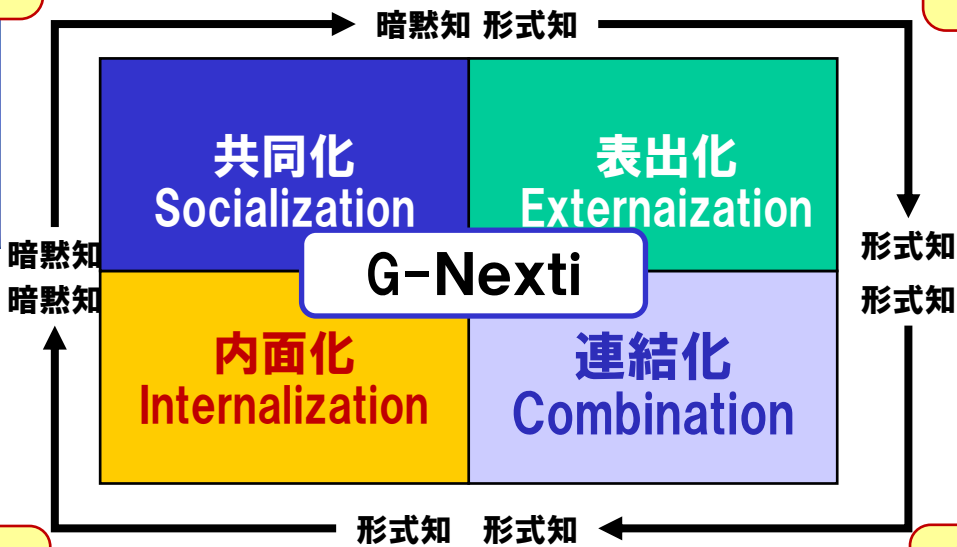 暗黙知 形式知
共同化
Socialization
表出化
Externaization
暗黙知
暗黙知
G-Nexti
形式知
形式知
内面化
Internalization
連結化
Combination
形式知 形式知